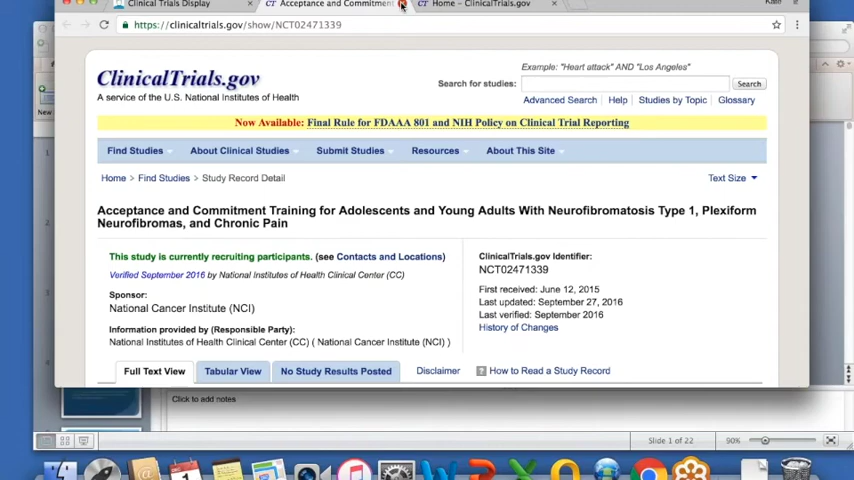 Clinical Trials Display
CT Acceptance and Commitment
CT Home – ClinicalTrials.gov
Kate
https://clinicaltrials.gov/show/NCT02471339
ClinicalTrials.gov
A service of the U.S. National Institutes of Health
Example: "Heart attack" AND "Los Angeles"
Search for studies:
Search
Advanced Search
Help
Studies by Topic
Glossary
Now Available: Final Rule for FDAAA 801 and NIH Policy on Clinical Trial Reporting
Find Studies
About Clinical Studies
Submit Studies
Resources
About This Site
Home > Find Studies > Study Record Detail
Text Size
Acceptance and Commitment Training for Adolescents and Young Adults With Neurofibromatosis Type 1, Plexiform
Neurofibromas, and Chronic Pain
This study is currently recruiting participants. (see Contacts and Locations)
Verified September 2016 by National Institutes of Health Clinical Center (CC)
Sponsor:
National Cancer Institute (NCI)
Information provided by (Responsible Party):
National Institutes of Health Clinical Center (CC) ( National Cancer Institute (NCI) )
ClinicalTrials.gov Identifier:
NCT02471339
First received: June 12, 2015
Last updated: September 27, 2016
Last verified: September 2016
History of Changes
Full Text View
Tabular View
No Study Results Posted
Disclaimer
? How to Read a Study Record
New
1
2
3
4
Click to add notes
Slide 1 of 22
90%
1